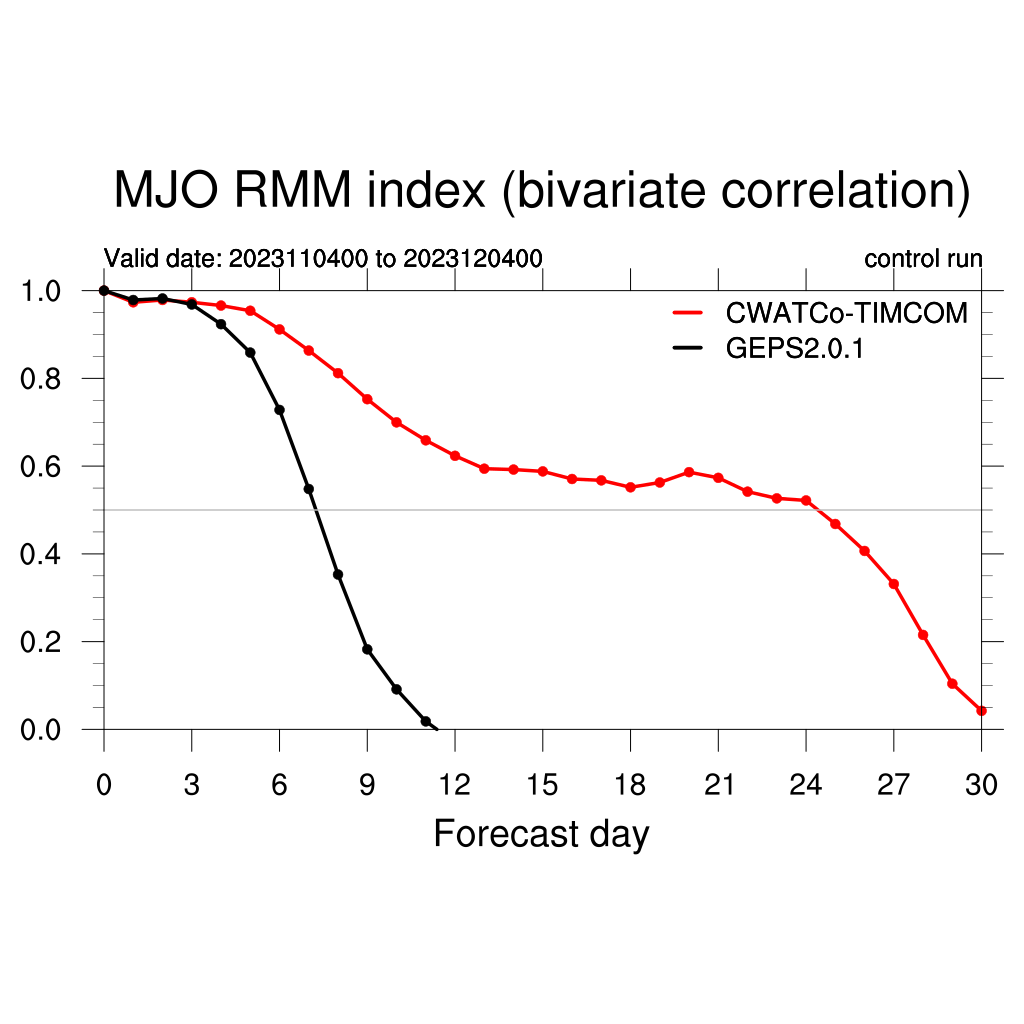 MJO RMM index (bivariate correlation)
Valid date: 2023110400 to 2023120400 control run
1.0
CWATCo-TIMCOM
GEPS2.0.1
0.8
0.6
0.4
0.2
0.0
0 3 6 9 12 15 18 21 24 27 30
Forecast day